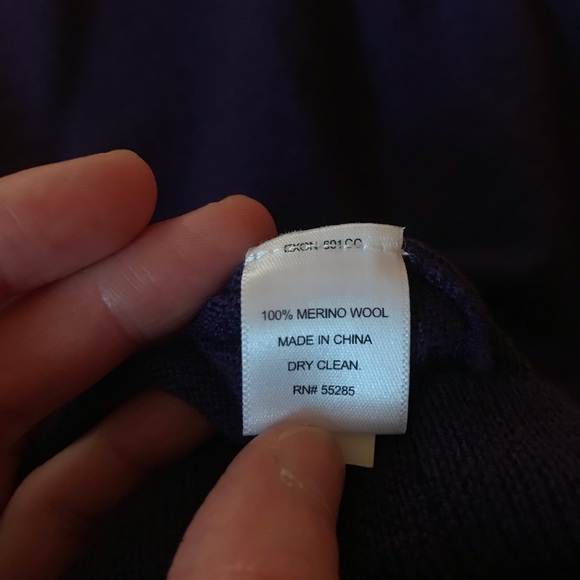 100% MERINO WOOL
MADE IN CHINA
DRY CLEAN.
RN# 55285